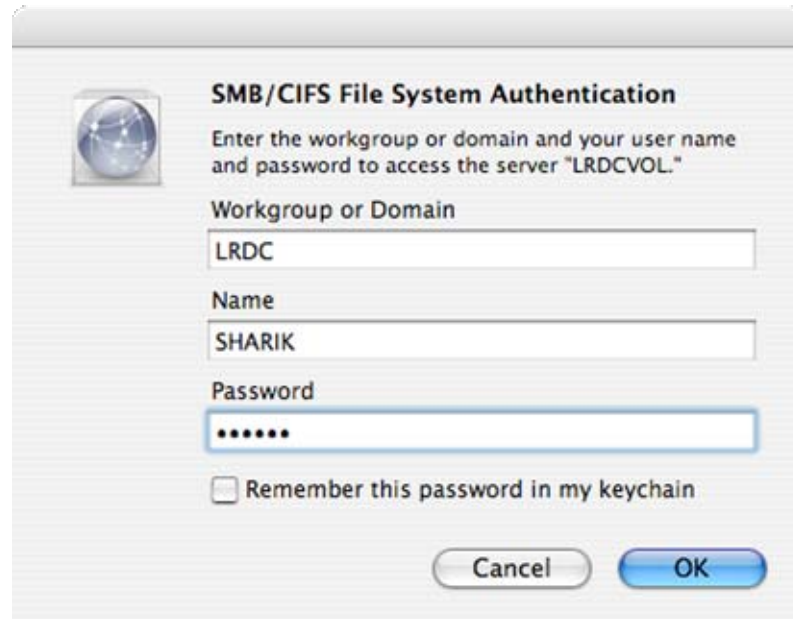 SMB/CIFS File System Authentication
Enter the workgroup or domain and your user name
and password to access the server "LRDCVOL."
Workgroup or Domain
LRDC
Name
SHARIK
Password
••••••
Remember this password in my keychain
Cancel OK